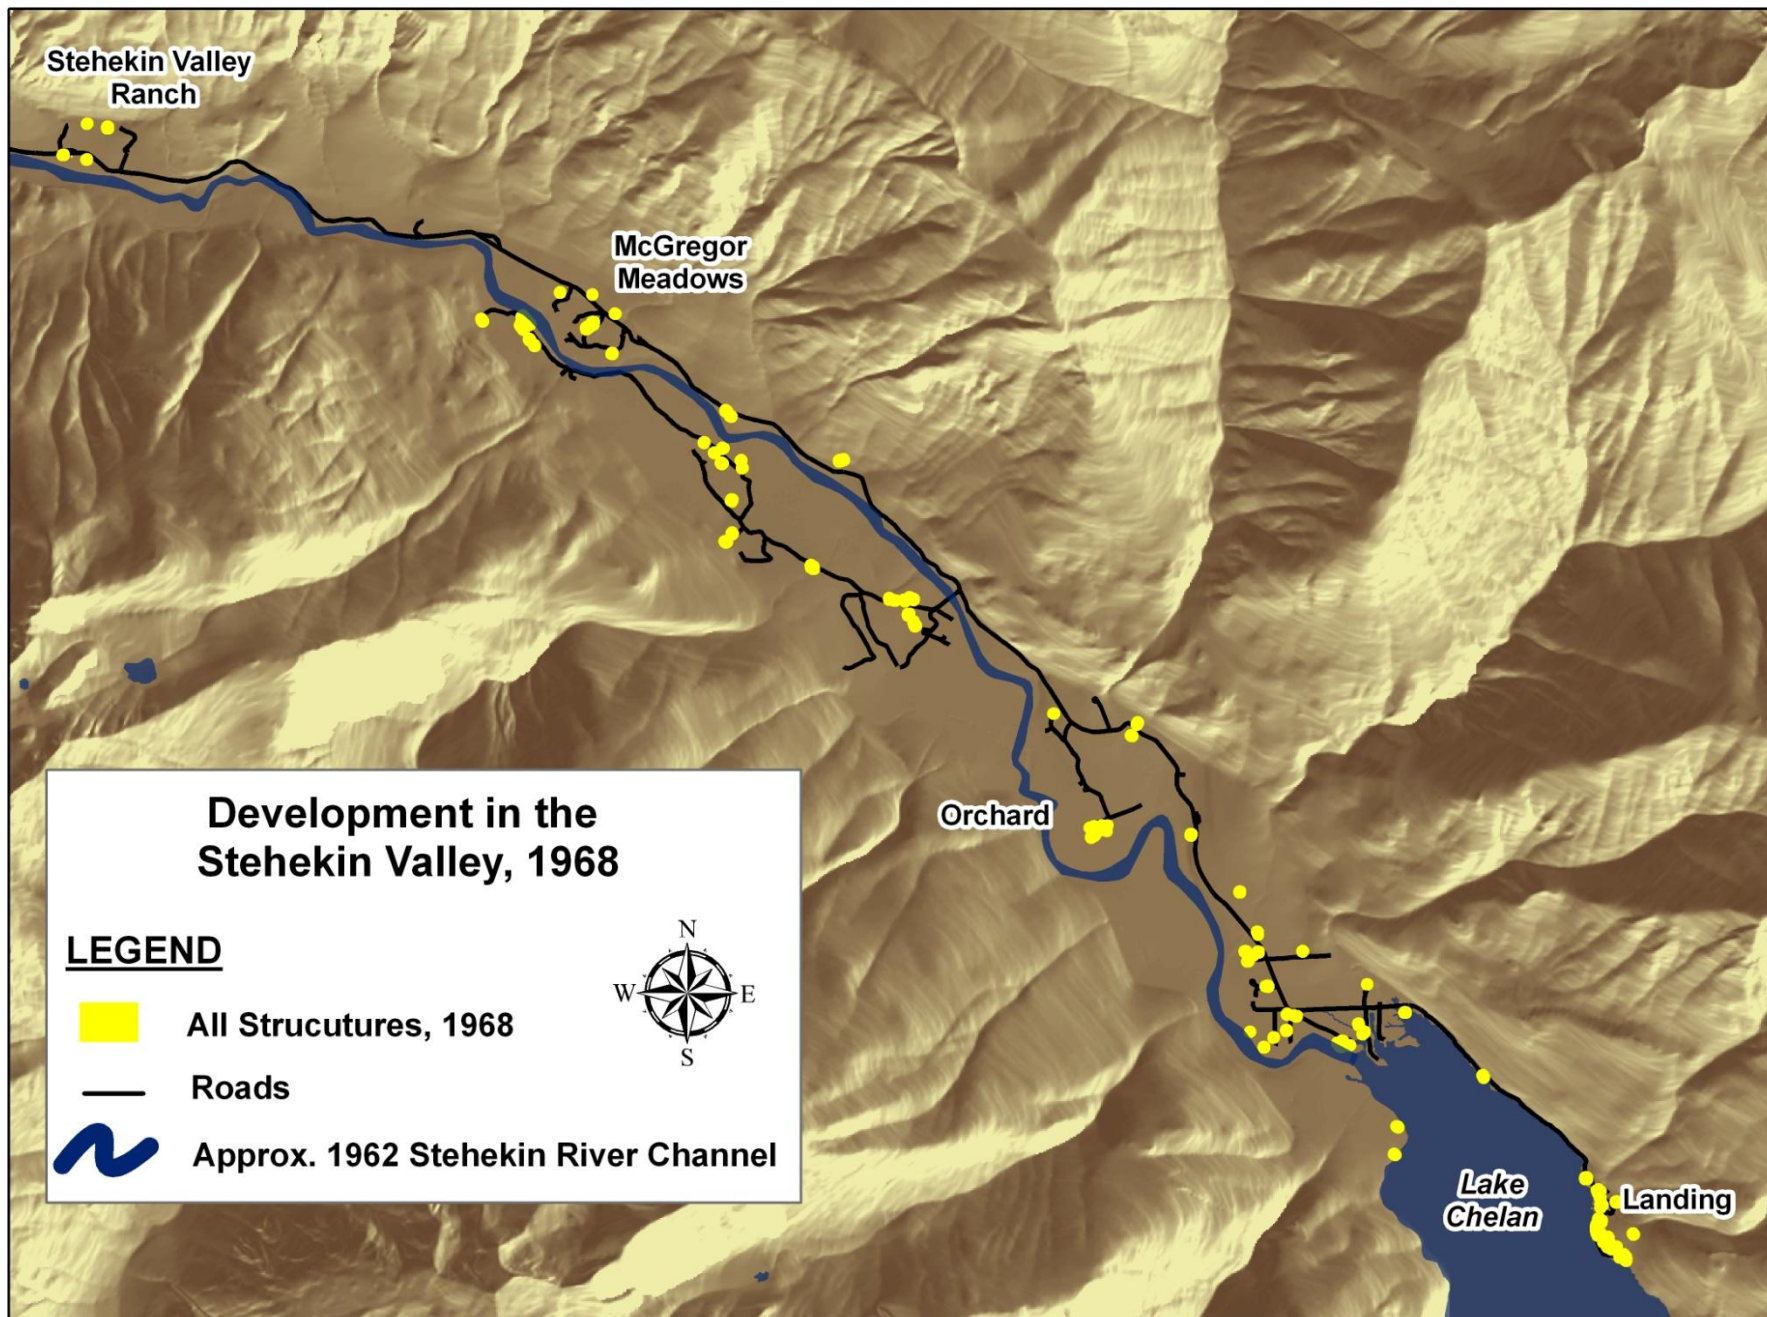 Stehekin Valley
Ranch
McGregor
Meadows
Orchard
Development in the
Stehekin Valley, 1968
LEGEND
N
W E
S
All Strucutures, 1968
Roads
Approx. 1962 Stehekin River Channel
Lake
Chelan
Landing